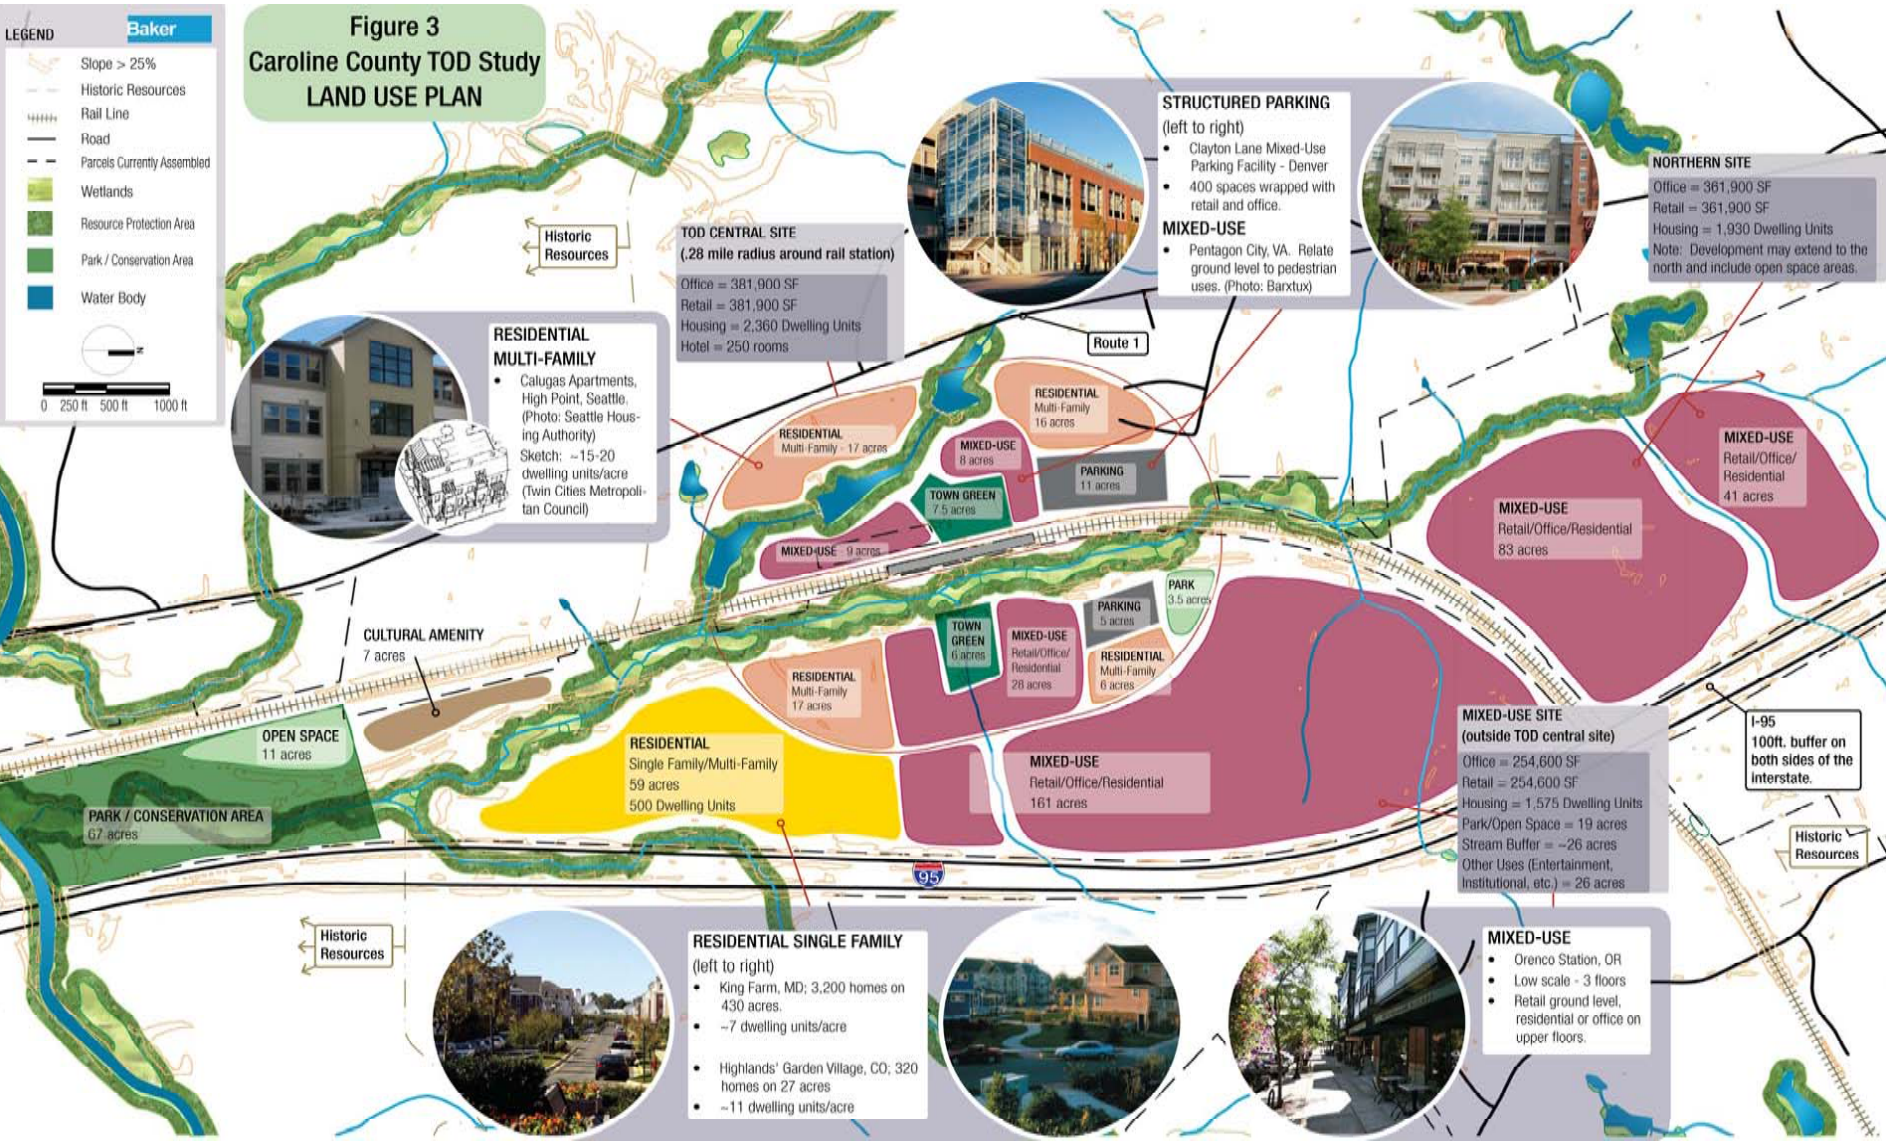 LEGEND
Baker
Slope > 25%
Historic Resources
Rail Line
Road
Parcels Currently Assembled
Wetlands
Resource Protection Area
Park / Conservation Area
Water Body
N
0 250 ft 500 ft 1000 ft
Figure 3
Caroline County TOD Study
LAND USE PLAN
Historic
Resources
RESIDENTIAL
MULTI-FAMILY
• Calugas Apartments,
High Point, Seattle.
(Photo: Seattle Hous-
ing Authority)
Sketch: ~15-20
dwelling units/acre
(Twin Cities Metropoli-
tan Council)
TOD CENTRAL SITE
(.28 mile radius around rail station)
Office = 381,900 SF
Retail = 381,900 SF
Housing = 2,360 Dwelling Units
Hotel = 250 rooms
STRUCTURED PARKING
(left to right)
• Clayton Lane Mixed-Use
Parking Facility - Denver
• 400 spaces wrapped with
retail and office.
MIXED-USE
• Pentagon City, VA. Relate
ground level to pedestrian
uses. (Photo: Barxtux)
NORTHERN SITE
Office = 361,900 SF
Retail = 361,900 SF
Housing = 1,930 Dwelling Units
Note: Development may extend to the
north and include open space areas.
Route 1
RESIDENTIAL
Multi-Family - 17 acres
RESIDENTIAL
Multi-Family
16 acres
MIXED-USE
8 acres
PARKING
11 acres
TOWN GREEN
7.5 acres
MIXED-USE - 9 acres
MIXED-USE
Retail/Office/Residential
83 acres
MIXED-USE
Retail/Office/
Residential
41 acres
PARK
3.5 acres
PARKING
5 acres
TOWN
GREEN
6 acres
MIXED-USE
Retail/Office/
Residential
28 acres
RESIDENTIAL
Multi-Family
6 acres
RESIDENTIAL
Multi-Family
17 acres
CULTURAL AMENITY
7 acres
OPEN SPACE
11 acres
PARK / CONSERVATION AREA
67 acres
RESIDENTIAL
Single Family/Multi-Family
59 acres
500 Dwelling Units
MIXED-USE
Retail/Office/Residential
161 acres
MIXED-USE SITE
(outside TOD central site)
Office = 254,600 SF
Retail = 254,600 SF
Housing = 1,575 Dwelling Units
Park/Open Space = 19 acres
Stream Buffer = ~26 acres
Other Uses (Entertainment,
Institutional, etc.) = 26 acres
I-95
100ft. buffer on
both sides of the
interstate.
Historic
Resources
95
Historic
Resources
RESIDENTIAL SINGLE FAMILY
(left to right)
• King Farm, MD; 3,200 homes on
430 acres.
• ~7 dwelling units/acre
• Highlands' Garden Village, CO; 320
homes on 27 acres
• ~11 dwelling units/acre
MIXED-USE
• Orenco Station, OR
• Low scale - 3 floors
• Retail ground level,
residential or office on
upper floors.